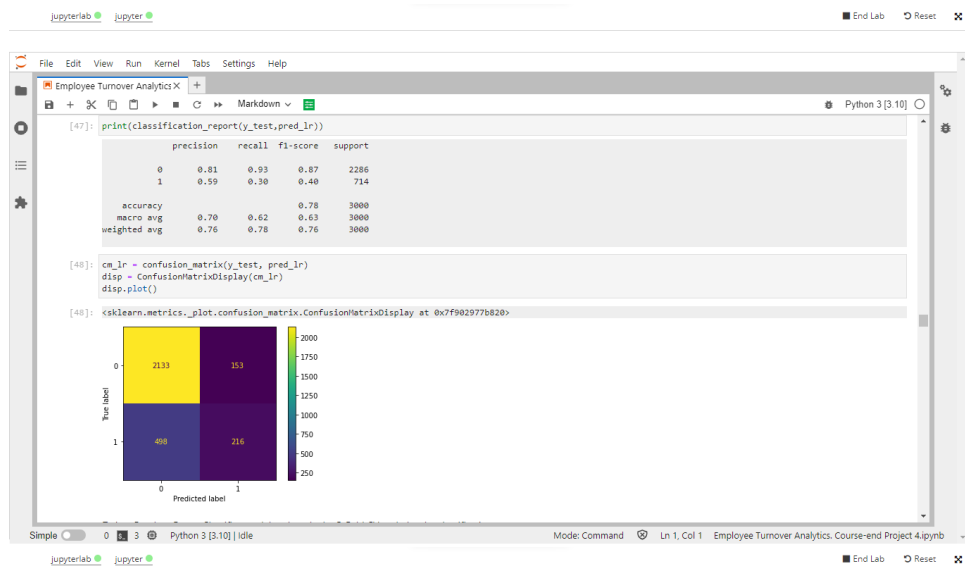 jupyterlab jupyter End Lab Reset
File Edit View Run Kernel Tabs Settings Help
Employee Turnover Analytics X +
Markdown Python 3 [3.10]
[47]: print(classification_report(y_test,pred_lr))
precision recall f1-score support
0 0.81 0.93 0.87 2286
1 0.59 0.30 0.40 714
accuracy 0.78 3000
macro avg 0.70 0.62 0.63 3000
weighted avg 0.76 0.78 0.76 3000
[48]: cm_lr = confusion_matrix(y_test, pred_lr)
disp = ConfusionMatrixDisplay(cm_lr)
disp.plot()
[48]: <sklearn.metrics._plot.confusion_matrix.ConfusionMatrixDisplay at 0x7f902977b820>
2000
0 2133 153
1750
1500
1250
True label
1000
750
1 498 216
500
250
0 1
Predicted label
Simple 0 $_ 3 Python 3 [3.10] | Idle Mode: Command Ln 1, Col 1 Employee Turnover Analytics. Course-end Project 4.ipynb
jupyterlab jupyter End Lab Reset